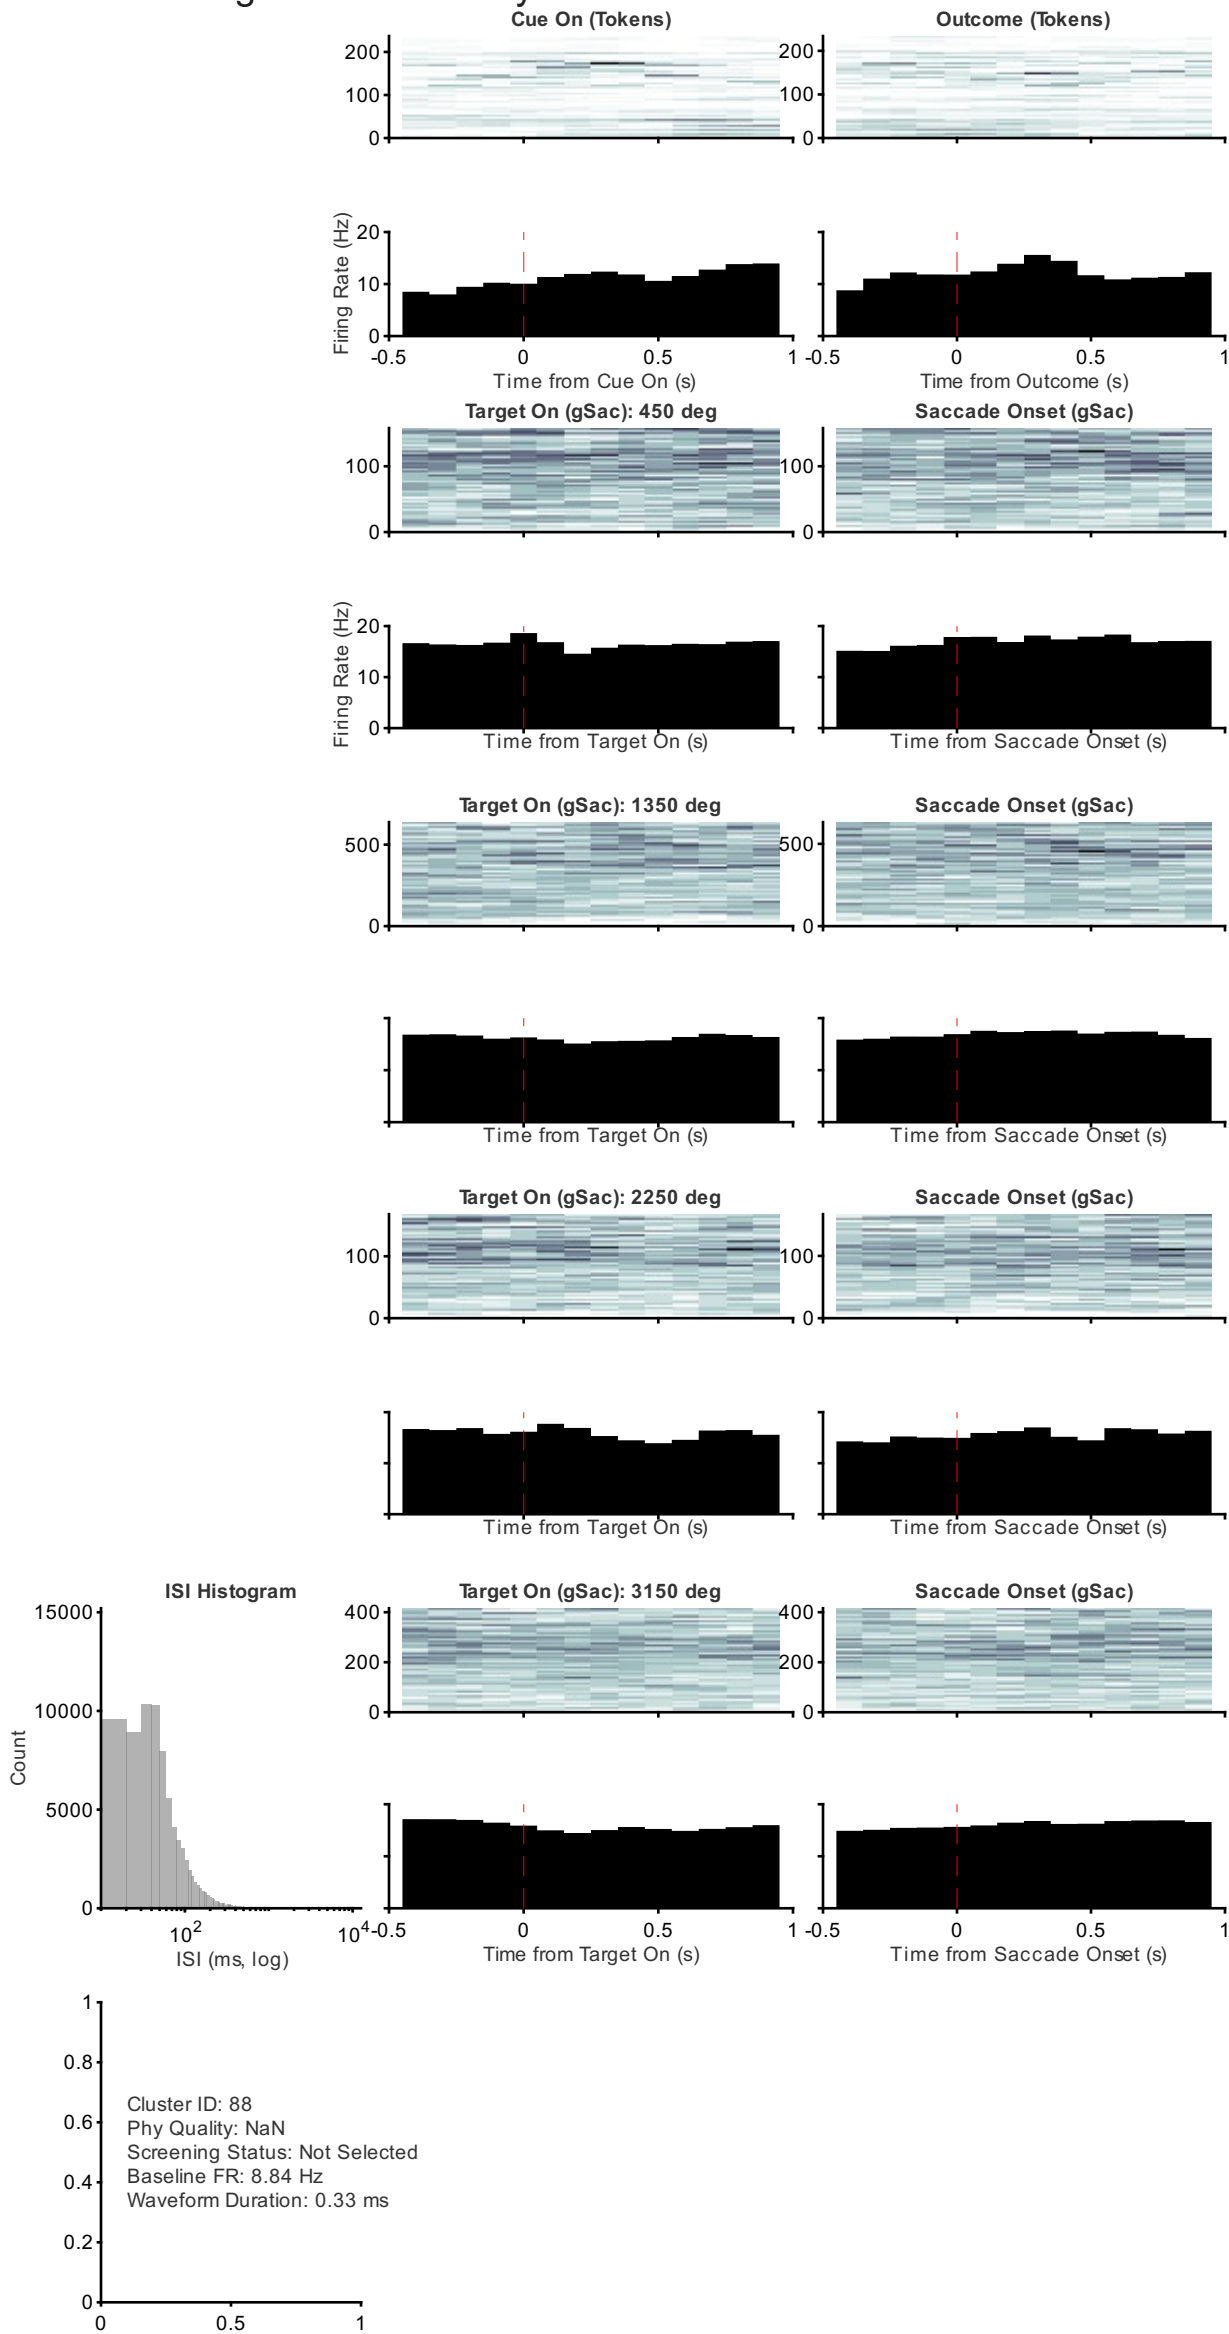 Cue On (Tokens) Outcome (Tokens)
200 200
100 100
0 0
Firing Rate (Hz)
20
10
0
-0.5 0 0.5 1 -0.5 0 0.5 1
Time from Cue On (s) Time from Outcome (s)
Target On (gSac): 450 deg Saccade Onset (gSac)
100 100
0 0
Firing Rate (Hz)
20
10
0
Time from Target On (s) Time from Saccade Onset (s)
Target On (gSac): 1350 deg Saccade Onset (gSac)
500 500
0 0
Time from Target On (s) Time from Saccade Onset (s)
Target On (gSac): 2250 deg Saccade Onset (gSac)
100 100
0 0
Time from Target On (s) Time from Saccade Onset (s)
ISI Histogram Target On (gSac): 3150 deg Saccade Onset (gSac)
15000 400 400
10000 200 200
5000 0 0
0
Count
10^2 10^4 -0.5 0 0.5 1 -0.5 0 0.5 1
ISI (ms, log) Time from Target On (s) Time from Saccade Onset (s)
1
0.8
0.6
0.4
0.2
0
Cluster ID: 88
Phy Quality: NaN
Screening Status: Not Selected
Baseline FR: 8.84 Hz
Waveform Duration: 0.33 ms
0 0.5 1